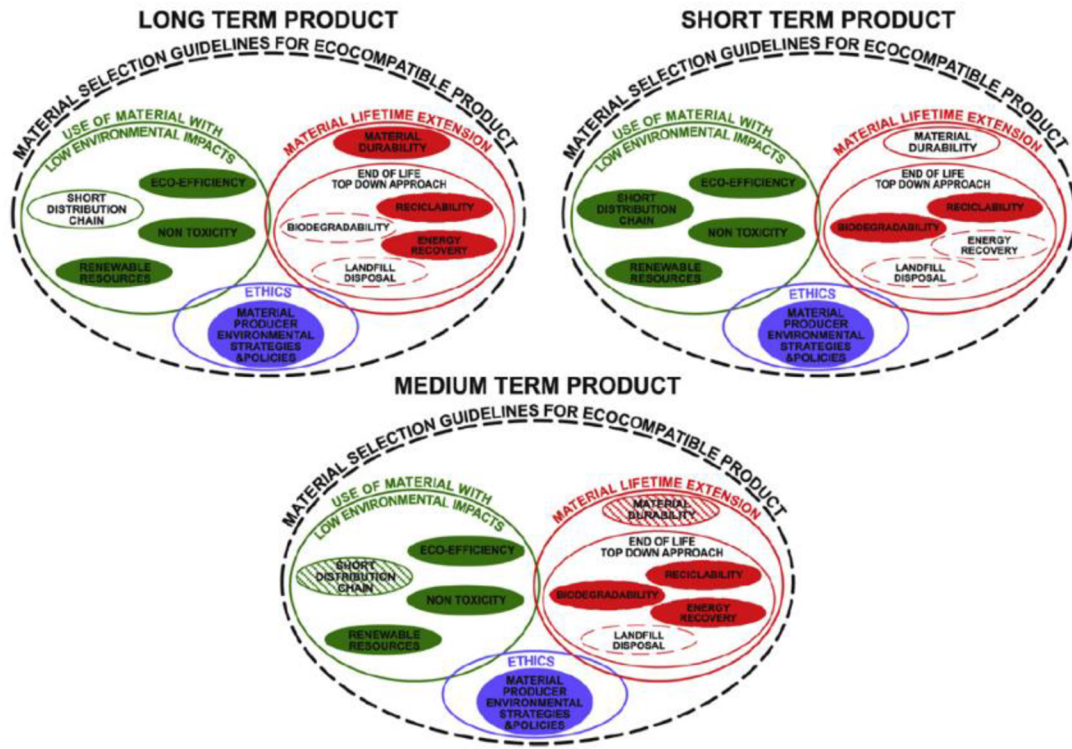 LONG TERM PRODUCT
MATERIAL SELECTION GUIDELINES FOR ECOCOMPATIBLE PRODUCT
USE OF MATERIAL WITH
LOW ENVIRONMENTAL IMPACTS
ECO-EFFICIENCY
SHORT
DISTRIBUTION
CHAIN
NON TOXICITY
RENEWABLE
RESOURCES
MATERIAL LIFETIME EXTENSION
MATERIAL
DURABILITY
END OF LIFE
TOP DOWN APPROACH
RECICLABILITY
BIODEGRADABILITY
ENERGY
RECOVERY
LANDFILL
DISPOSAL
ETHICS
MATERIAL
PRODUCER
ENVIRONMENTAL
STRATEGIES
&POLICIES
SHORT TERM PRODUCT
MATERIAL SELECTION GUIDELINES FOR ECOCOMPATIBLE PRODUCT
USE OF MATERIAL WITH
LOW ENVIRONMENTAL IMPACTS
ECO-EFFICIENCY
SHORT
DISTRIBUTION
CHAIN
NON TOXICITY
RENEWABLE
RESOURCES
MATERIAL LIFETIME EXTENSION
MATERIAL
DURABILITY
END OF LIFE
TOP DOWN APPROACH
RECICLABILITY
BIODEGRADABILITY
ENERGY
RECOVERY
LANDFILL
DISPOSAL
ETHICS
MATERIAL
PRODUCER
ENVIRONMENTAL
STRATEGIES
&POLICIES
MEDIUM TERM PRODUCT
MATERIAL SELECTION GUIDELINES FOR ECOCOMPATIBLE PRODUCT
USE OF MATERIAL WITH
LOW ENVIRONMENTAL IMPACTS
ECO-EFFICIENCY
SHORT
DISTRIBUTION
CHAIN
NON TOXICITY
RENEWABLE
RESOURCES
MATERIAL LIFETIME EXTENSION
MATERIAL
DURABILITY
END OF LIFE
TOP DOWN APPROACH
RECICLABILITY
BIODEGRADABILITY
ENERGY
RECOVERY
LANDFILL
DISPOSAL
ETHICS
MATERIAL
PRODUCER
ENVIRONMENTAL
STRATEGIES
&POLICIES